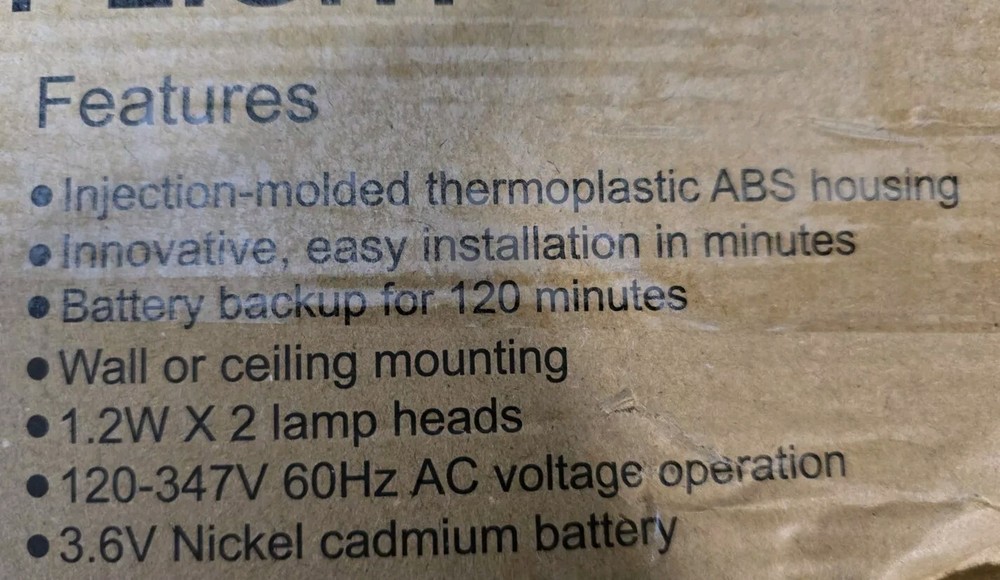 Features
● Injection-molded thermoplastic ABS housing
● Innovative, easy installation in minutes
● Battery backup for 120 minutes
● Wall or ceiling mounting
● 1.2W X 2 lamp heads
● 120-347V 60Hz AC voltage operation
● 3.6V Nickel cadmium battery